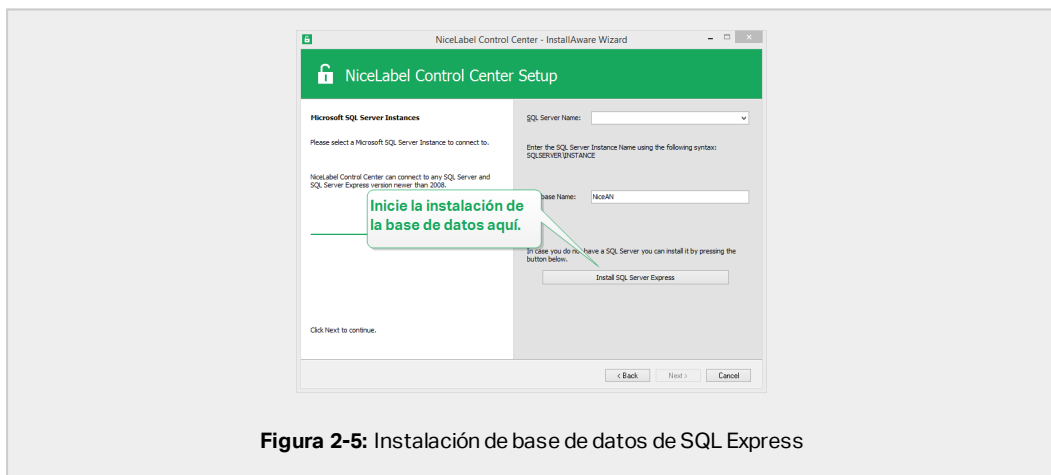 NiceLabel Control Center - InstallAware Wizard
NiceLabel Control Center Setup
Microsoft SQL Server Instances
Please select a Microsoft SQL Server Instance to connect to.
NiceLabel Control Center can connect to any SQL Server and
SQL Server Express version newer than 2008.
Click Next to continue.
SQL Server Name:
Enter the SQL Server Instance Name using the following syntax:
SQLSERVER\INSTANCE
base Name: NiceAN
Inicie la instalación de
la base de datos aquí.
In case you do not have a SQL Server you can install it by pressing the
button below.
Install SQL Server Express
< Back Next > Cancel
Figura 2-5: Instalación de base de datos de SQL Express